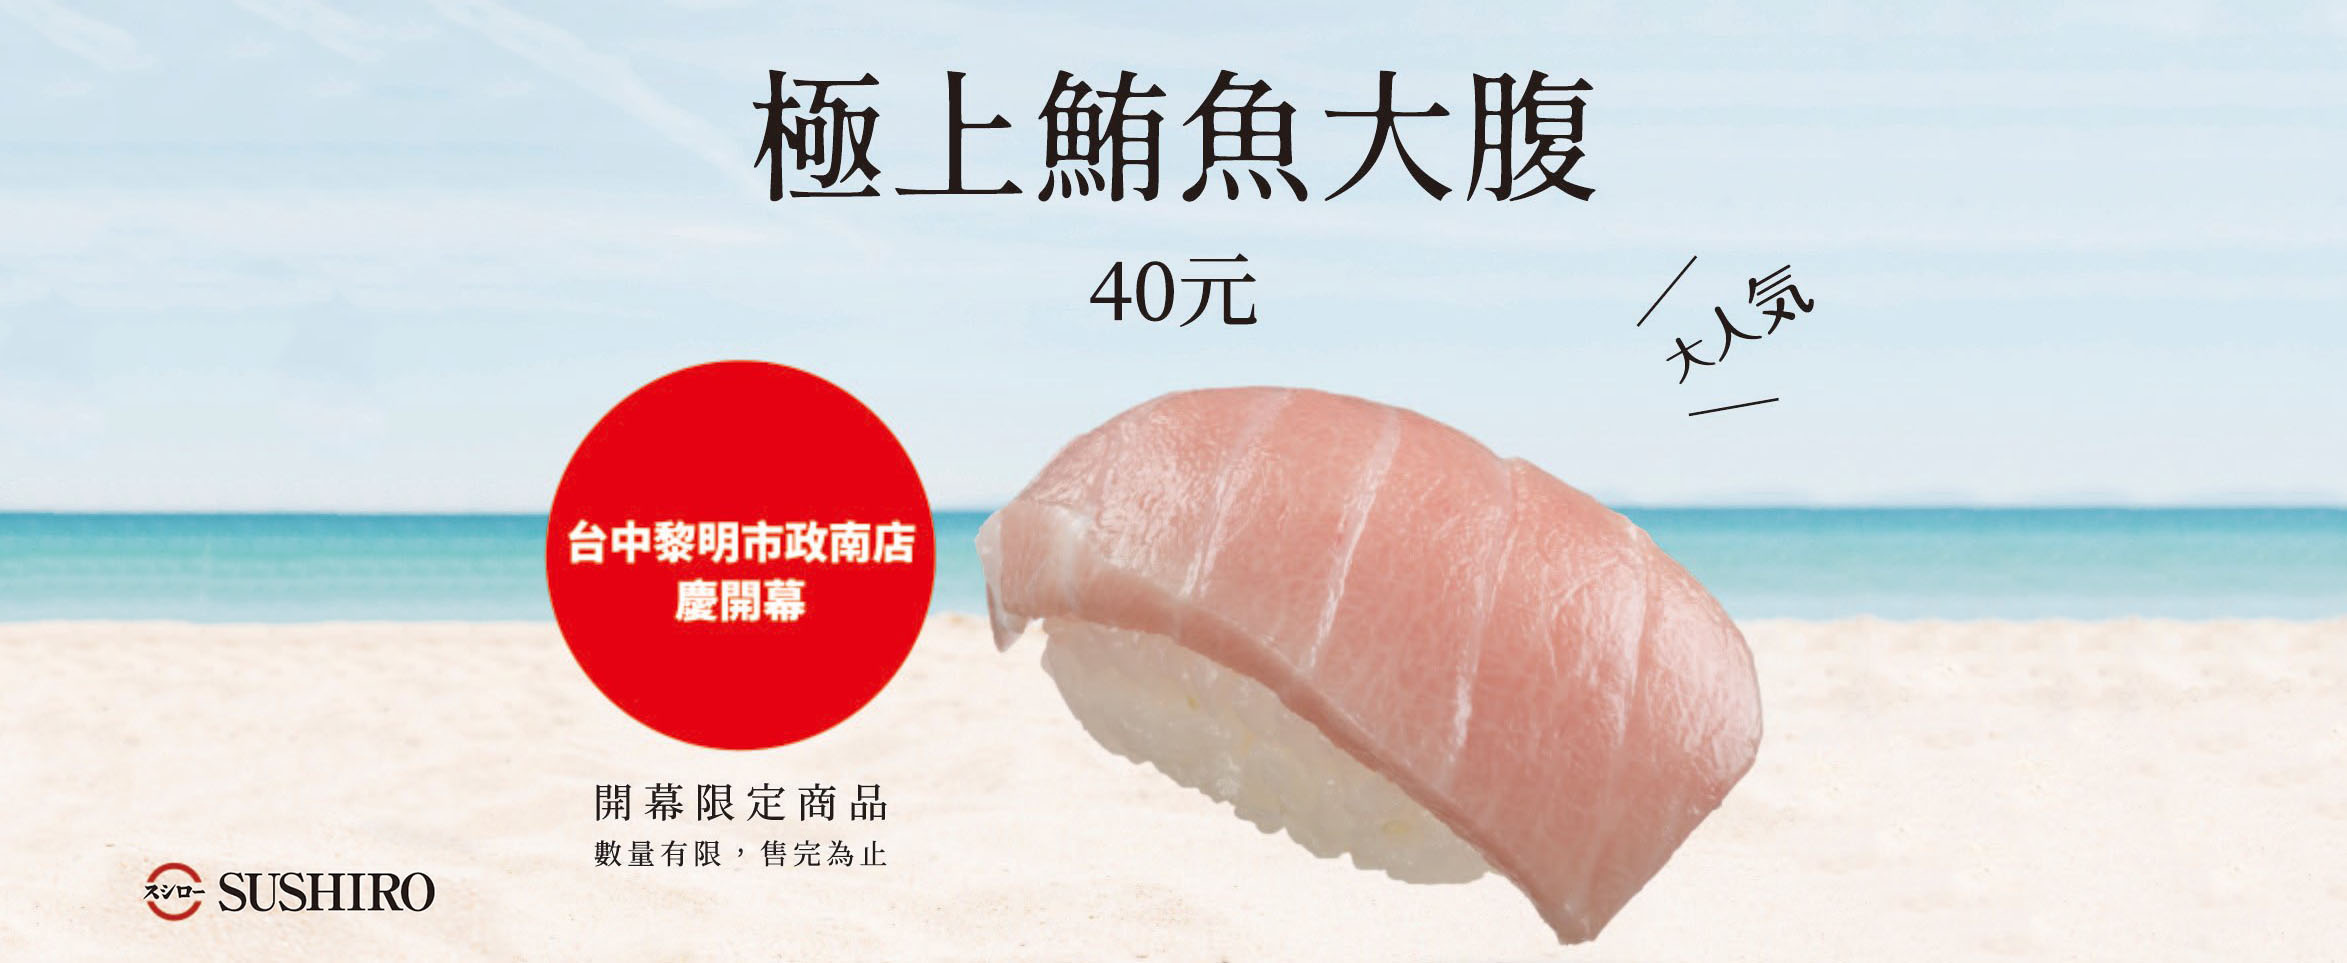 極上鮪魚大腹
40元
大人気
台中黎明市政南店
慶開幕
開幕限定商品
數量有限，售完為止
スシロー SUSHIRO